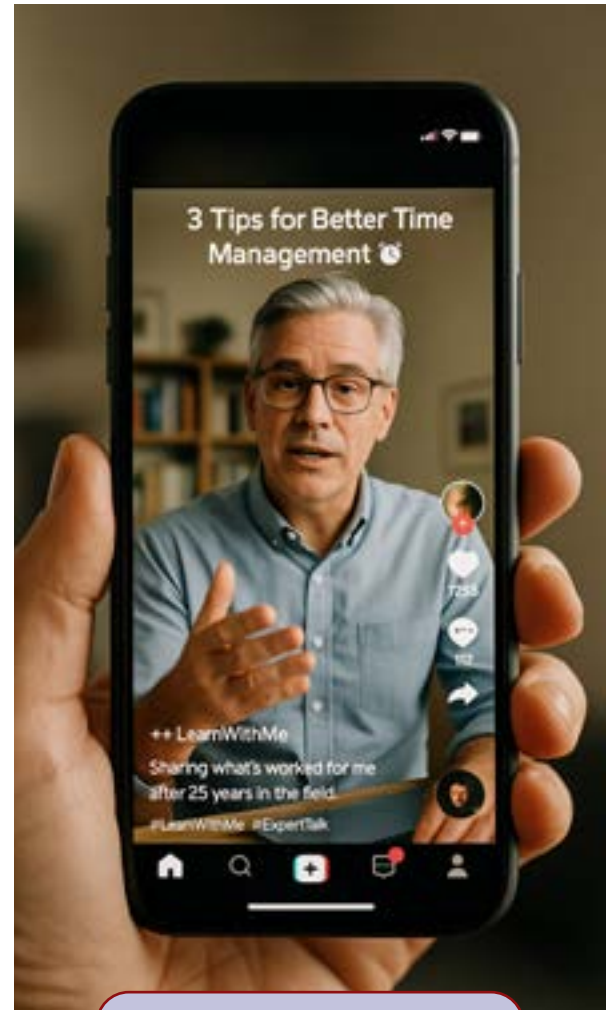 3 Tips for Better Time
Management ⏰
7258
112
++ LearnWithMe
Sharing what's worked for me
after 25 years in the field.
#LearnWithMe #ExpertTalk